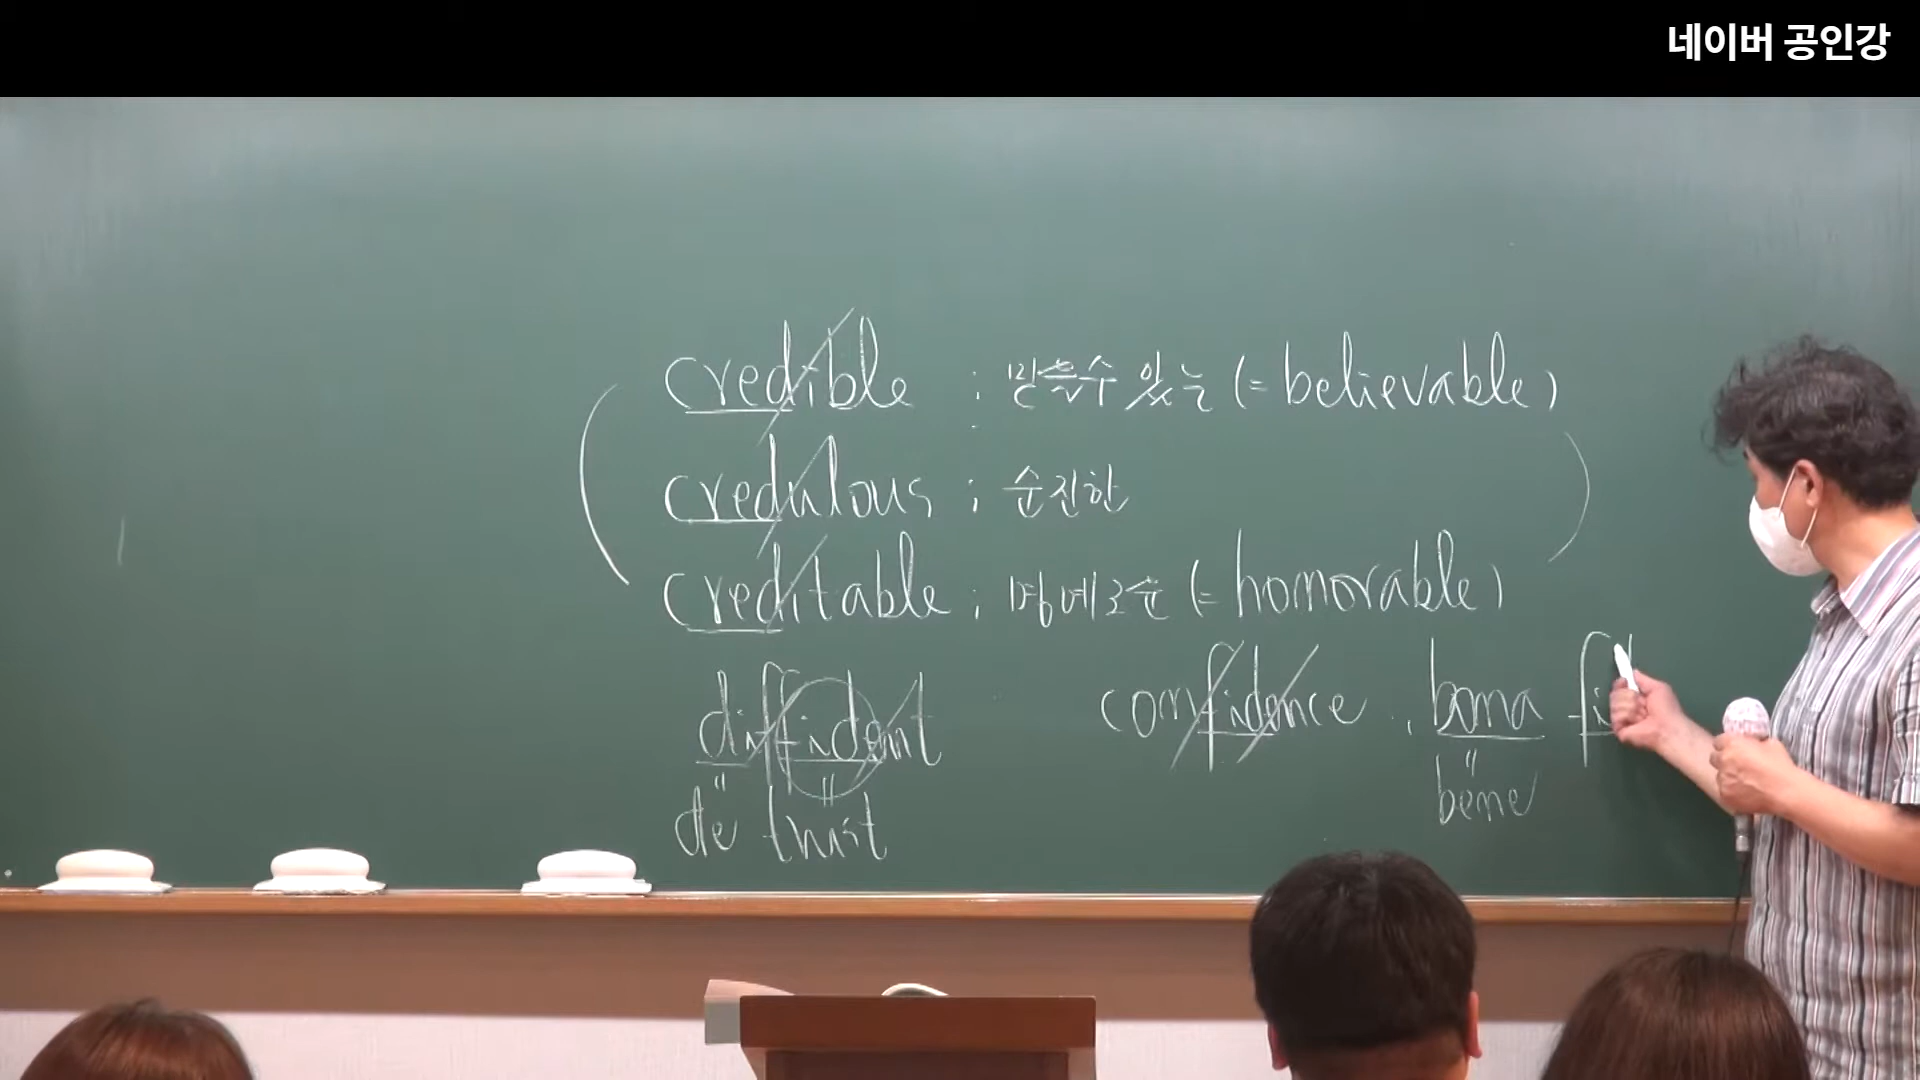 네이버 공인강
credible : 믿을수 있는 (= believable)
credulous ; 순진한
creditable ; 명예로운 (= honorable)
diffident confidence, bona fi
" " "
de trust bene